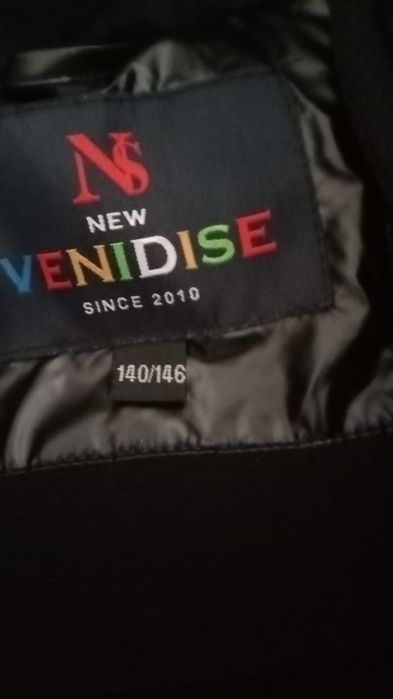 NS
NEW
VENIDISE
SINCE 2010
140/146